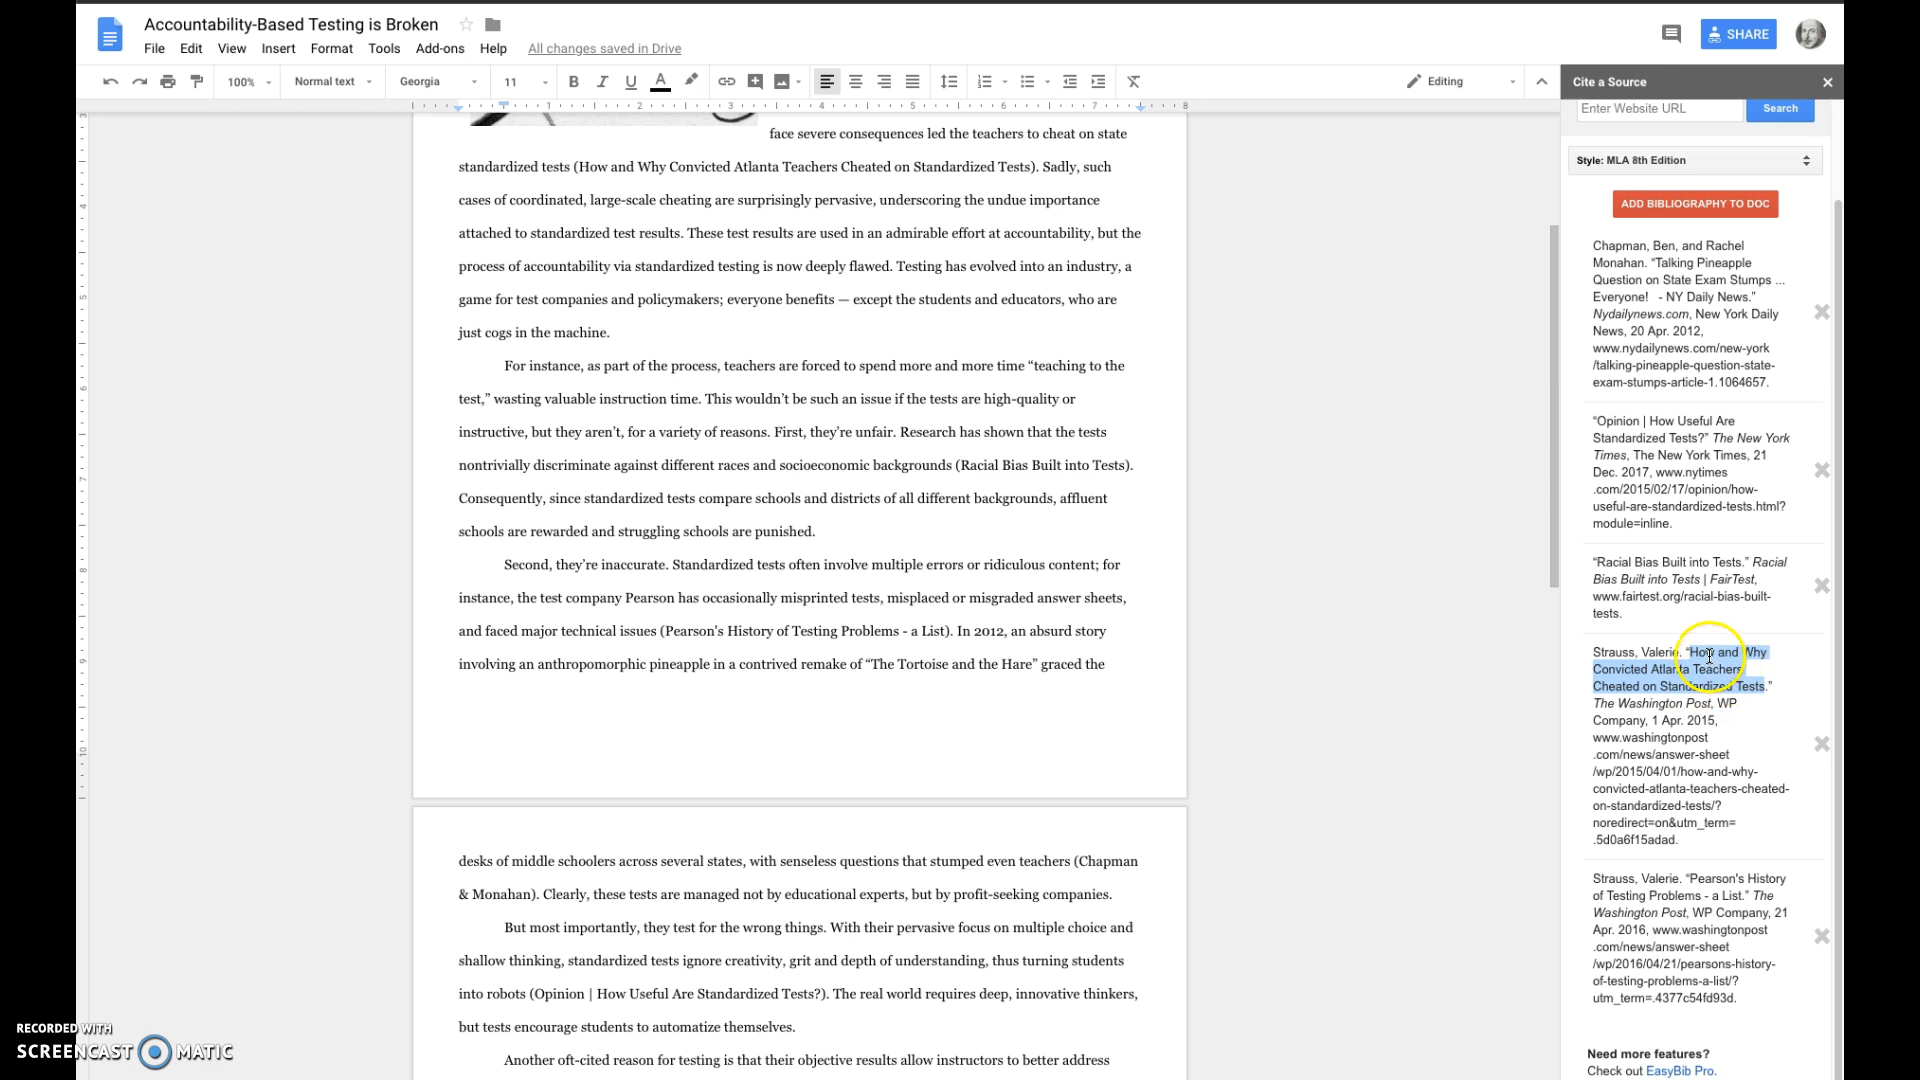 Accountability-Based Testing is Broken
File Edit View Insert Format Tools Add-ons Help All changes saved in Drive
SHARE
100% Normal text Georgia 11 B I U A Editing
Cite a Source
1 2 3 4 5 6 7 8
Enter Website URL Search
Style: MLA 8th Edition
ADD BIBLIOGRAPHY TO DOC
3
4
5
6
7
8
9
10
face severe consequences led the teachers to cheat on state
standardized tests (How and Why Convicted Atlanta Teachers Cheated on Standardized Tests). Sadly, such
cases of coordinated, large-scale cheating are surprisingly pervasive, underscoring the undue importance
attached to standardized test results. These test results are used in an admirable effort at accountability, but the
process of accountability via standardized testing is now deeply flawed. Testing has evolved into an industry, a
game for test companies and policymakers; everyone benefits — except the students and educators, who are
just cogs in the machine.
For instance, as part of the process, teachers are forced to spend more and more time “teaching to the
test,” wasting valuable instruction time. This wouldn’t be such an issue if the tests are high-quality or
instructive, but they aren’t, for a variety of reasons. First, they're unfair. Research has shown that the tests
nontrivially discriminate against different races and socioeconomic backgrounds (Racial Bias Built into Tests).
Consequently, since standardized tests compare schools and districts of all different backgrounds, affluent
schools are rewarded and struggling schools are punished.
Second, they’re inaccurate. Standardized tests often involve multiple errors or ridiculous content; for
instance, the test company Pearson has occasionally misprinted tests, misplaced or misgraded answer sheets,
and faced major technical issues (Pearson's History of Testing Problems - a List). In 2012, an absurd story
involving an anthropomorphic pineapple in a contrived remake of “The Tortoise and the Hare” graced the
desks of middle schoolers across several states, with senseless questions that stumped even teachers (Chapman
& Monahan). Clearly, these tests are managed not by educational experts, but by profit-seeking companies.
But most importantly, they test for the wrong things. With their pervasive focus on multiple choice and
shallow thinking, standardized tests ignore creativity, grit and depth of understanding, thus turning students
into robots (Opinion | How Useful Are Standardized Tests?). The real world requires deep, innovative thinkers,
but tests encourage students to automatize themselves.
Another oft-cited reason for testing is that their objective results allow instructors to better address
Chapman, Ben, and Rachel
Monahan. “Talking Pineapple
Question on State Exam Stumps ...
Everyone! - NY Daily News.”
Nydailynews.com, New York Daily
News, 20 Apr. 2012,
www.nydailynews.com/new-york
/talking-pineapple-question-state-
exam-stumps-article-1.1064657.
“Opinion | How Useful Are
Standardized Tests?” The New York
Times, The New York Times, 21
Dec. 2017, www.nytimes
.com/2015/02/17/opinion/how-
useful-are-standardized-tests.html?
module=inline.
“Racial Bias Built into Tests.” Racial
Bias Built into Tests | FairTest,
www.fairtest.org/racial-bias-built-
tests.
Strauss, Valerie. “How and Why
Convicted Atlanta Teachers
Cheated on Standardized Tests.”
The Washington Post, WP
Company, 1 Apr. 2015,
www.washingtonpost
.com/news/answer-sheet
/wp/2015/04/01/how-and-why-
convicted-atlanta-teachers-cheated-
on-standardized-tests/?
noredirect=on&utm_term=
.5d0a6f15adad.
Strauss, Valerie. “Pearson's History
of Testing Problems - a List.” The
Washington Post, WP Company, 21
Apr. 2016, www.washingtonpost
.com/news/answer-sheet
/wp/2016/04/21/pearsons-history-
of-testing-problems-a-list/?
utm_term=.4377c54fd93d.
Need more features?
Check out EasyBib Pro.
RECORDED WITH
SCREENCAST MATIC